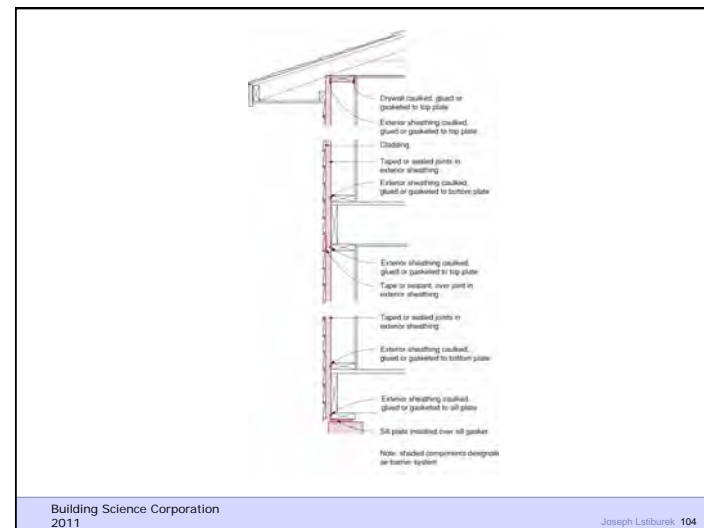 Drywall caulked, glued or
gasketed to top plate
Exterior sheathing caulked,
glued or gasketed to top plate
Cladding
Taped or sealed joints in
exterior sheathing
Exterior sheathing caulked,
glued or gasketed to bottom plate
Exterior sheathing caulked,
glued or gasketed to top plate
Tape or sealant, over joint in
exterior sheathing
Taped or sealed joints in
exterior sheathing
Exterior sheathing caulked,
glued or gasketed to bottom plate
Exterior sheathing caulked,
glued or gasketed to sill plate
Sill plate installed over sill gasket
Note: shaded components designate
air barrier system
Building Science Corporation
2011
Joseph Lstiburek 104